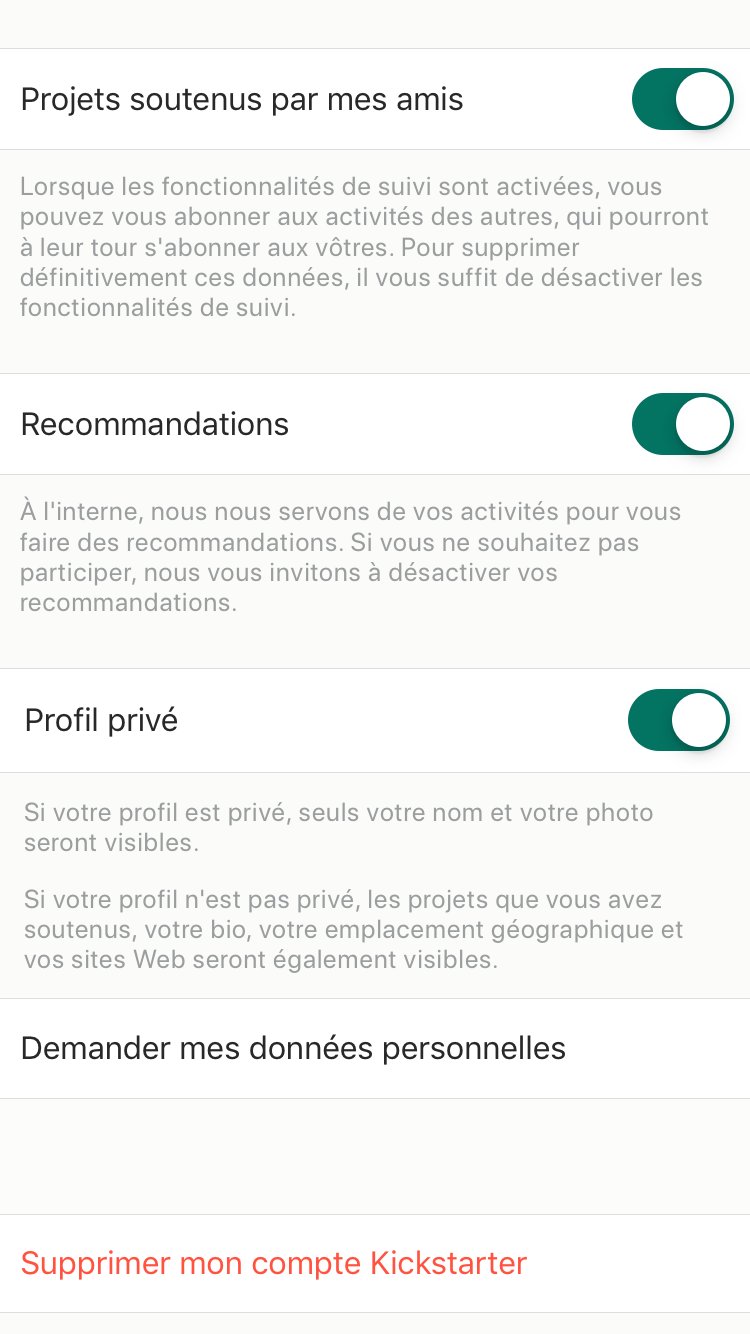 Projets soutenus par mes amis
Lorsque les fonctionnalités de suivi sont activées, vous
pouvez vous abonner aux activités des autres, qui pourront
à leur tour s'abonner aux vôtres. Pour supprimer
définitivement ces données, il vous suffit de désactiver les
fonctionnalités de suivi.
Recommandations
À l'interne, nous nous servons de vos activités pour vous
faire des recommandations. Si vous ne souhaitez pas
participer, nous vous invitons à désactiver vos
recommandations.
Profil privé
Si votre profil est privé, seuls votre nom et votre photo
seront visibles.
Si votre profil n'est pas privé, les projets que vous avez
soutenus, votre bio, votre emplacement géographique et
vos sites Web seront également visibles.
Demander mes données personnelles
Supprimer mon compte Kickstarter